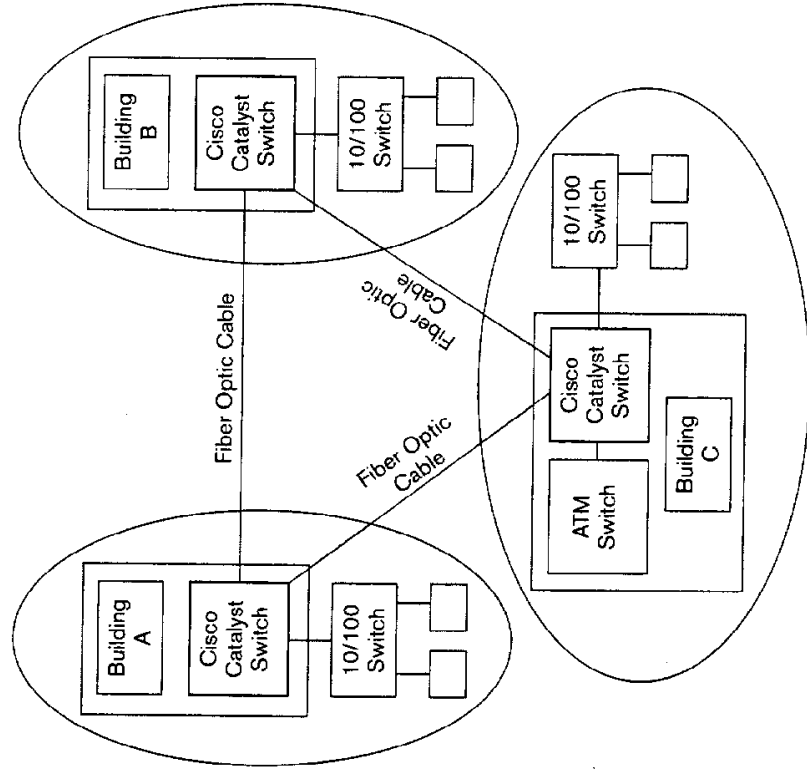 Building
A
Cisco
Catalyst
Switch
10/100
Switch
Fiber Optic Cable
Building
B
Cisco
Catalyst
Switch
10/100
Switch
Fiber Optic
Cable
Fiber Optic
Cable
ATM
Switch
Cisco
Catalyst
Switch
Building
C
10/100
Switch